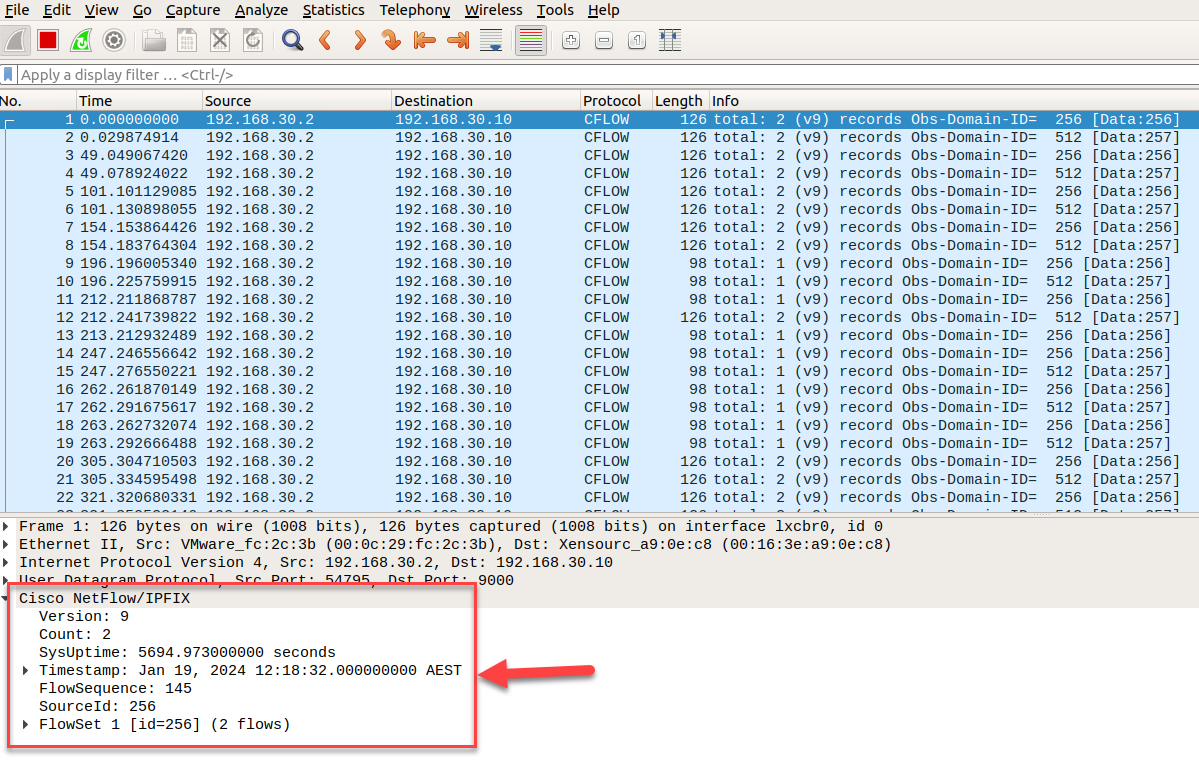 File Edit View Go Capture Analyze Statistics Telephony Wireless Tools Help
Apply a display filter … <Ctrl-/>
No. Time Source Destination Protocol Length Info
1 0.000000000 192.168.30.2 192.168.30.10 CFLOW 126 total: 2 (v9) records Obs-Domain-ID= 256 [Data:256]
2 0.029874914 192.168.30.2 192.168.30.10 CFLOW 126 total: 2 (v9) records Obs-Domain-ID= 512 [Data:257]
3 49.049067420 192.168.30.2 192.168.30.10 CFLOW 126 total: 2 (v9) records Obs-Domain-ID= 256 [Data:256]
4 49.078924022 192.168.30.2 192.168.30.10 CFLOW 126 total: 2 (v9) records Obs-Domain-ID= 512 [Data:257]
5 101.101129085 192.168.30.2 192.168.30.10 CFLOW 126 total: 2 (v9) records Obs-Domain-ID= 256 [Data:256]
6 101.130898055 192.168.30.2 192.168.30.10 CFLOW 126 total: 2 (v9) records Obs-Domain-ID= 512 [Data:257]
7 154.153864426 192.168.30.2 192.168.30.10 CFLOW 126 total: 2 (v9) records Obs-Domain-ID= 256 [Data:256]
8 154.183764304 192.168.30.2 192.168.30.10 CFLOW 126 total: 2 (v9) records Obs-Domain-ID= 512 [Data:257]
9 196.196005340 192.168.30.2 192.168.30.10 CFLOW 98 total: 1 (v9) record Obs-Domain-ID= 256 [Data:256]
10 196.225759915 192.168.30.2 192.168.30.10 CFLOW 98 total: 1 (v9) record Obs-Domain-ID= 512 [Data:257]
11 212.211868787 192.168.30.2 192.168.30.10 CFLOW 98 total: 1 (v9) record Obs-Domain-ID= 256 [Data:256]
12 212.241739822 192.168.30.2 192.168.30.10 CFLOW 126 total: 2 (v9) records Obs-Domain-ID= 512 [Data:257]
13 213.212932489 192.168.30.2 192.168.30.10 CFLOW 98 total: 1 (v9) record Obs-Domain-ID= 256 [Data:256]
14 247.246556642 192.168.30.2 192.168.30.10 CFLOW 98 total: 1 (v9) record Obs-Domain-ID= 256 [Data:256]
15 247.276550221 192.168.30.2 192.168.30.10 CFLOW 98 total: 1 (v9) record Obs-Domain-ID= 512 [Data:257]
16 262.261870149 192.168.30.2 192.168.30.10 CFLOW 98 total: 1 (v9) record Obs-Domain-ID= 256 [Data:256]
17 262.291675617 192.168.30.2 192.168.30.10 CFLOW 98 total: 1 (v9) record Obs-Domain-ID= 512 [Data:257]
18 263.262732074 192.168.30.2 192.168.30.10 CFLOW 98 total: 1 (v9) record Obs-Domain-ID= 256 [Data:256]
19 263.292666488 192.168.30.2 192.168.30.10 CFLOW 98 total: 1 (v9) record Obs-Domain-ID= 512 [Data:257]
20 305.304710503 192.168.30.2 192.168.30.10 CFLOW 126 total: 2 (v9) records Obs-Domain-ID= 256 [Data:256]
21 305.334595498 192.168.30.2 192.168.30.10 CFLOW 126 total: 2 (v9) records Obs-Domain-ID= 512 [Data:257]
22 321.320680331 192.168.30.2 192.168.30.10 CFLOW 126 total: 2 (v9) records Obs-Domain-ID= 256 [Data:256]
Frame 1: 126 bytes on wire (1008 bits), 126 bytes captured (1008 bits) on interface lxcbr0, id 0
Ethernet II, Src: VMware_fc:2c:3b (00:0c:29:fc:2c:3b), Dst: Xensourc_a9:0e:c8 (00:16:3e:a9:0e:c8)
Internet Protocol Version 4, Src: 192.168.30.2, Dst: 192.168.30.10
User Datagram Protocol, Src Port: 54795, Dst Port: 9000
Cisco NetFlow/IPFIX
Version: 9
Count: 2
SysUptime: 5694.973000000 seconds
Timestamp: Jan 19, 2024 12:18:32.000000000 AEST
FlowSequence: 145
SourceId: 256
FlowSet 1 [id=256] (2 flows)